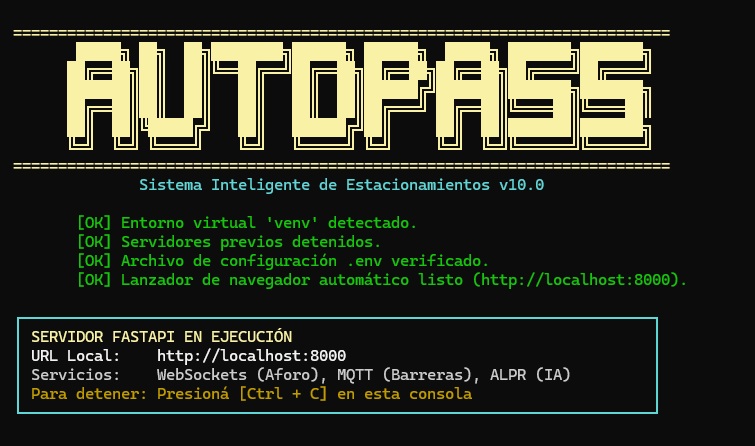 ========================================================================
AUTOPASS
========================================================================
Sistema Inteligente de Estacionamientos v10.0
[OK] Entorno virtual 'venv' detectado.
[OK] Servidores previos detenidos.
[OK] Archivo de configuración .env verificado.
[OK] Lanzador de navegador automático listo (http://localhost:8000).
SERVIDOR FASTAPI EN EJECUCIÓN
URL Local: http://localhost:8000
Servicios: WebSockets (Aforo), MQTT (Barreras), ALPR (IA)
Para detener: Presioná [Ctrl + C] en esta consola